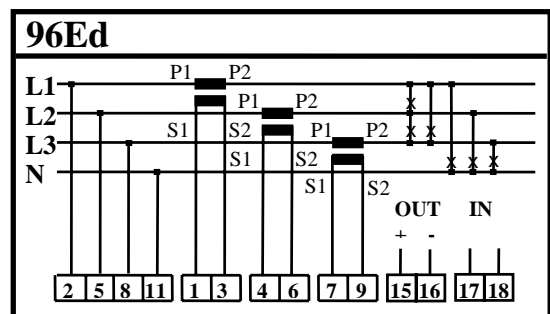 96Ed
L1 P1 P2
L2 P1 P2
L3 S1 S2 P1 P2
N S1 S2
S1 S2
OUT IN
+ -
2 5 8 11 1 3 4 6 7 9 15 16 17 18